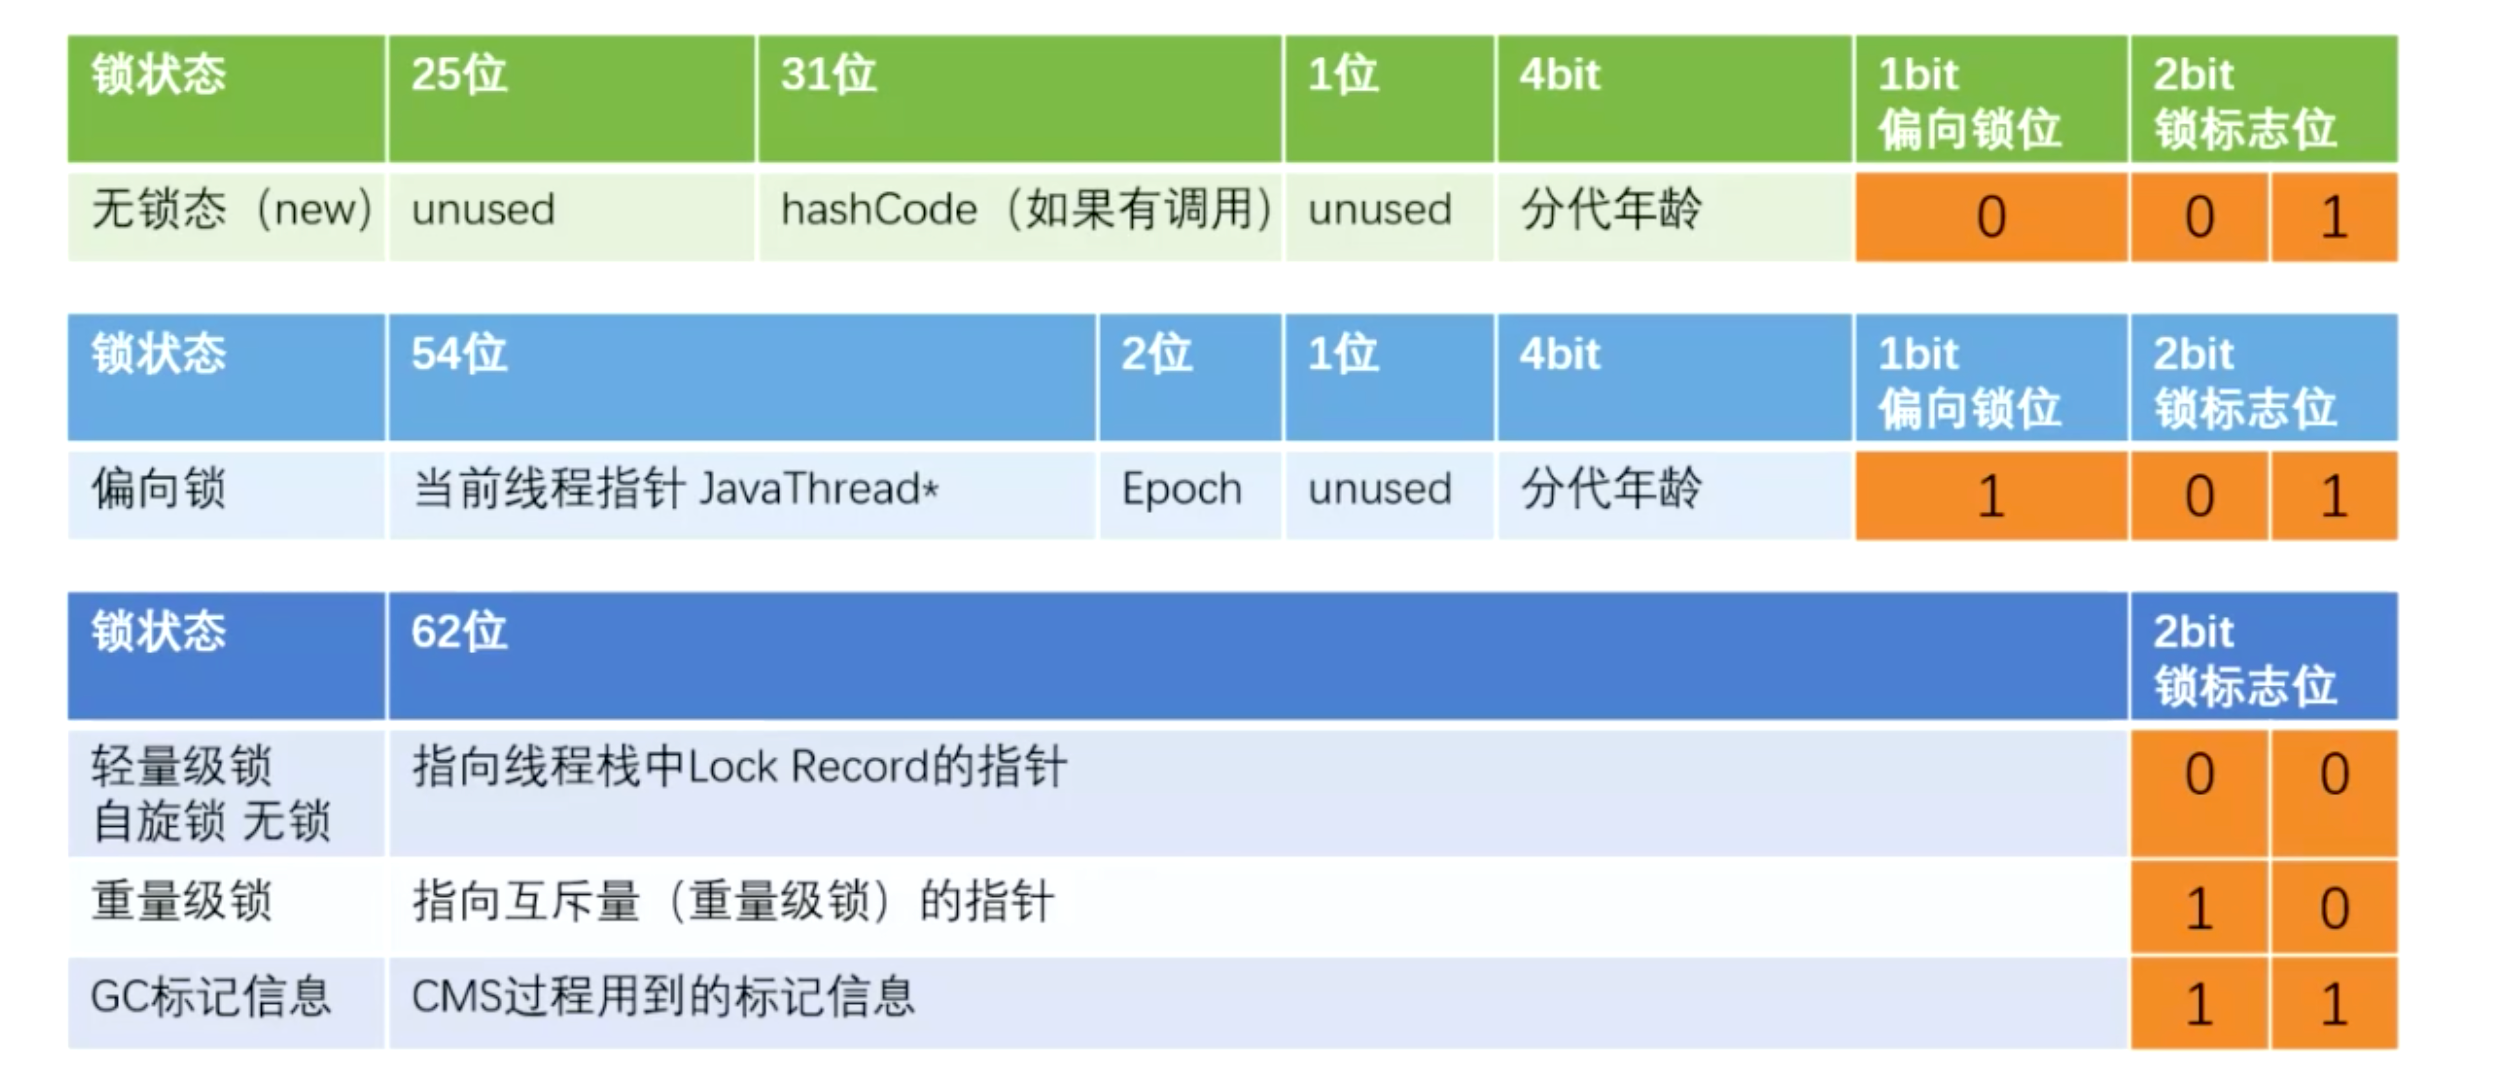 锁状态 25位 31位 1位 4bit 1bit 2bit
偏向锁位 锁标志位
无锁态（new） unused hashCode（如果有调用） unused 分代年龄 0 0 1
锁状态 54位 2位 1位 4bit 1bit 2bit
偏向锁位 锁标志位
偏向锁 当前线程指针 JavaThread* Epoch unused 分代年龄 1 0 1
锁状态 62位 2bit
锁标志位
轻量级锁 指向线程栈中Lock Record的指针 0 0
自旋锁 无锁
重量级锁 指向互斥量（重量级锁）的指针 1 0
GC标记信息 CMS过程用到的标记信息 1 1